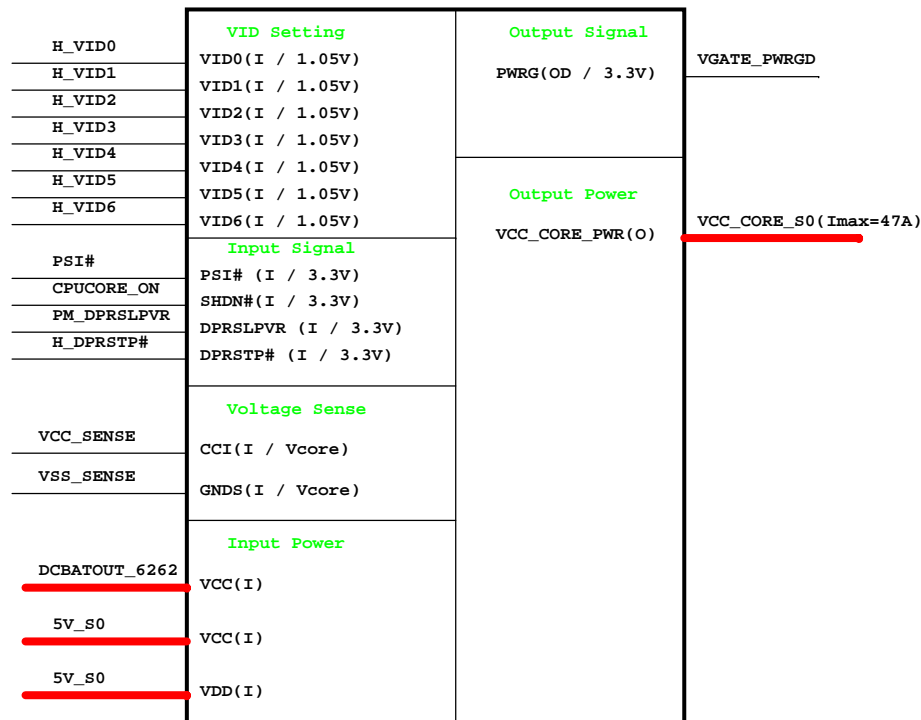 H_VID0
H_VID1
H_VID2
H_VID3
H_VID4
H_VID5
H_VID6
VID Setting
VID0(I / 1.05V)
VID1(I / 1.05V)
VID2(I / 1.05V)
VID3(I / 1.05V)
VID4(I / 1.05V)
VID5(I / 1.05V)
VID6(I / 1.05V)
PSI#
CPUCORE_ON
PM_DPRSLPVR
H_DPRSTP#
Input Signal
PSI# (I / 3.3V)
SHDN#(I / 3.3V)
DPRSLPVR (I / 3.3V)
DPRSTP# (I / 3.3V)
VCC_SENSE
VSS_SENSE
Voltage Sense
CCI(I / Vcore)
GNDS(I / Vcore)
DCBATOUT_6262
5V_S0
5V_S0
Input Power
VCC(I)
VCC(I)
VDD(I)
Output Signal
PWRG(OD / 3.3V)
VGATE_PWRGD
Output Power
VCC_CORE_PWR(O)
VCC_CORE_S0(Imax=47A)